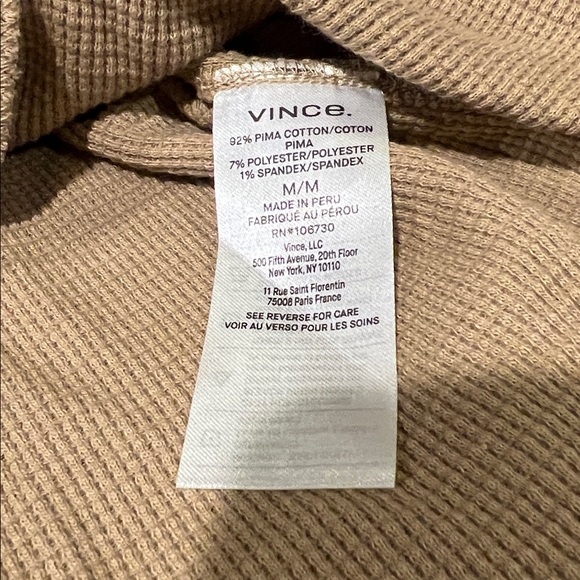 VINCE.
92% PIMA COTTON/COTON
PIMA
7% POLYESTER/POLYESTER
1% SPANDEX/SPANDEX
M/M
MADE IN PERU
FABRIQUÉ AU PÉROU
RN#106730
Vince, LLC
500 Fifth Avenue, 20th Floor
New York, NY 10110
11 Rue Saint Florentin
75008 Paris France
SEE REVERSE FOR CARE
VOIR AU VERSO POUR LES SOINS